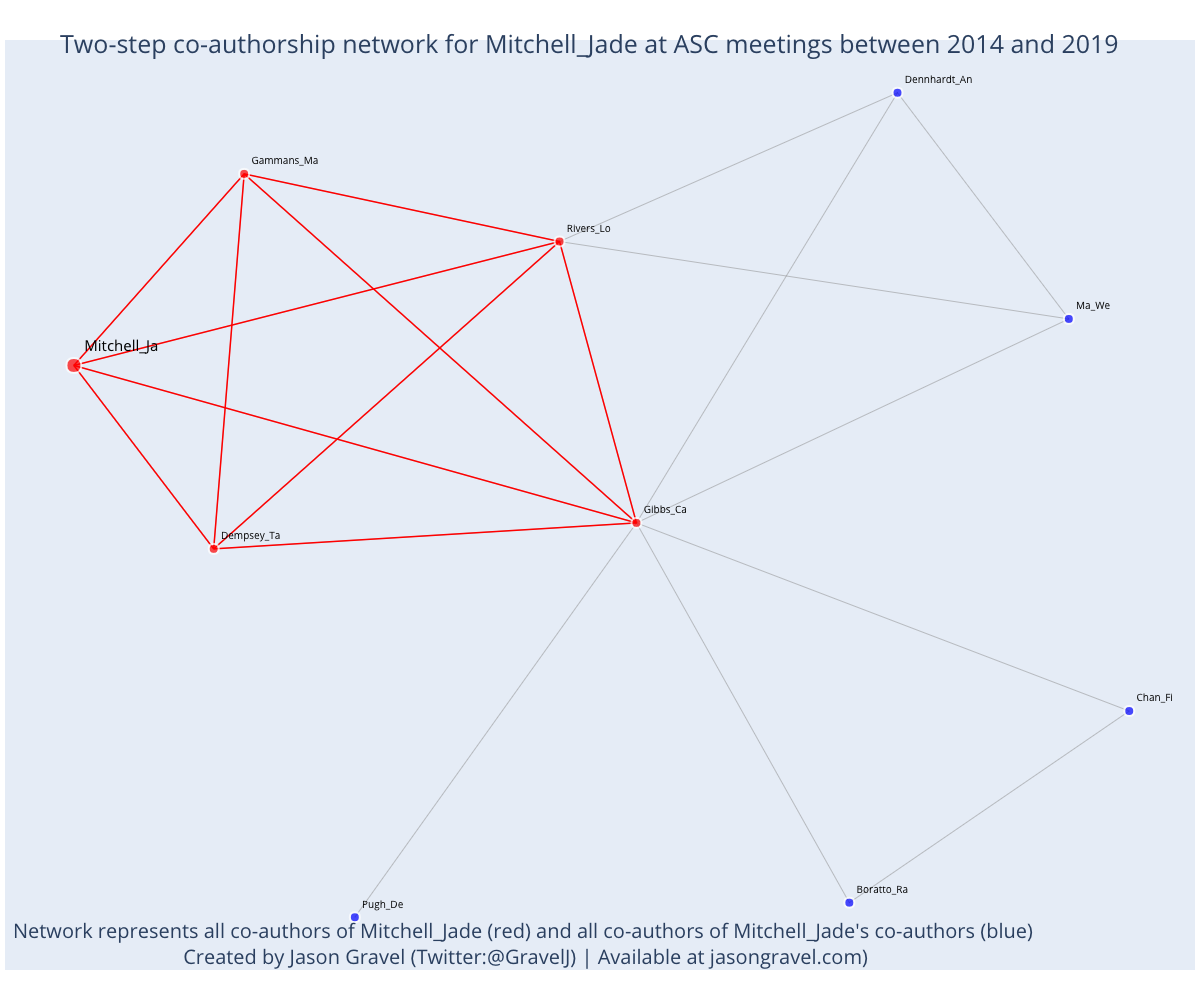 Two-step co-authorship network for Mitchell_Jade at ASC meetings between 2014 and 2019
Dennhardt_An
Gammans_Ma
Rivers_Lo
Ma_We
Mitchell_Ja
Gibbs_Ca
Dempsey_Ta
Chan_Fi
Boratto_Ra
Pugh_De
Network represents all co-authors of Mitchell_Jade (red) and all co-authors of Mitchell_Jade's co-authors (blue)
Created by Jason Gravel (Twitter:@GravelJ) | Available at jasongravel.com)